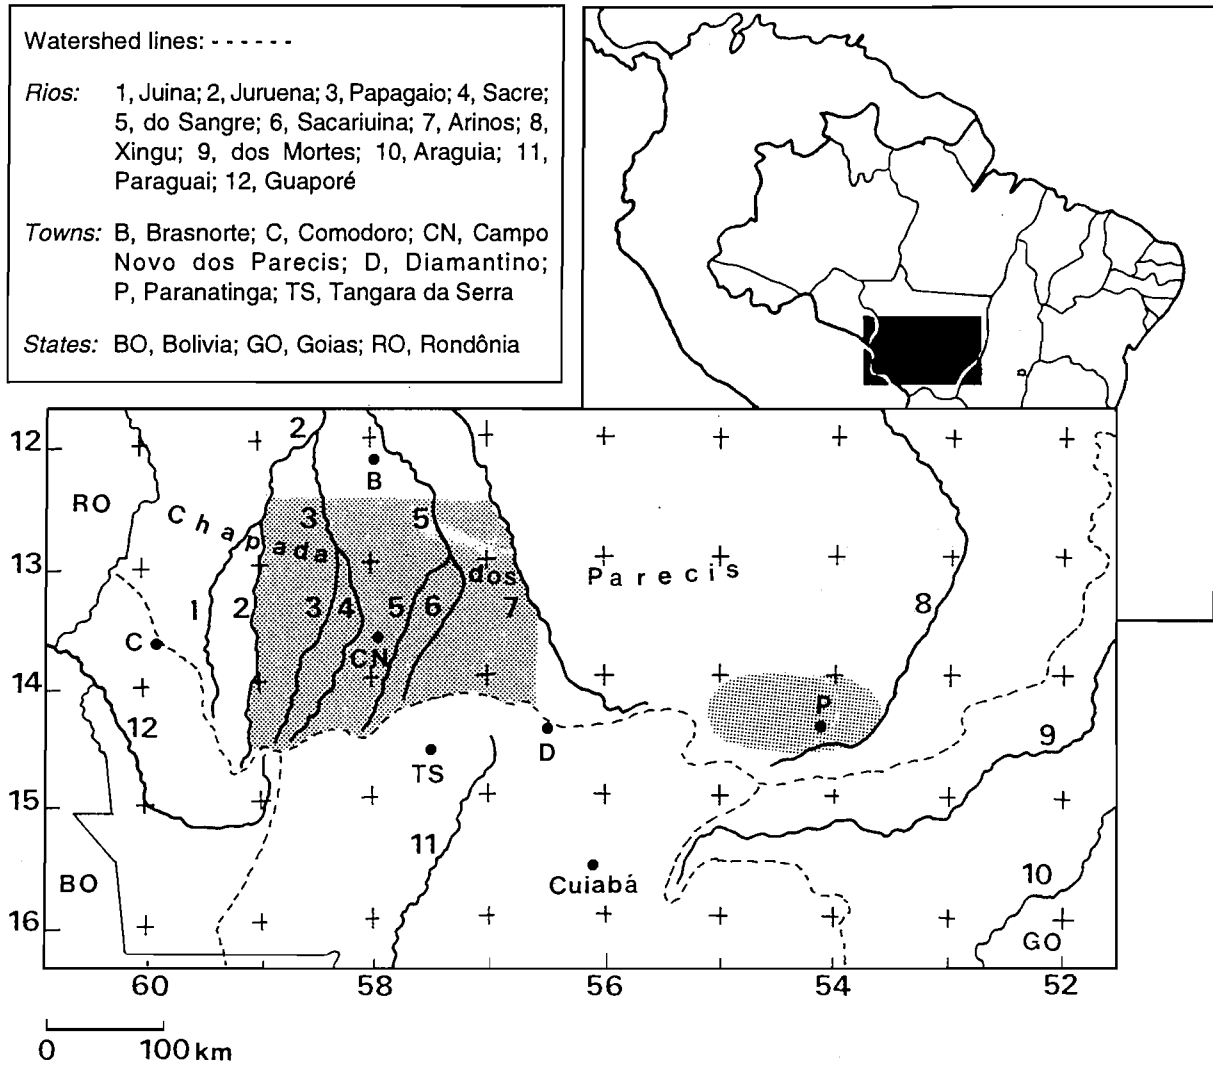 Watershed lines: - - - - - -
Rios: 1, Juina; 2, Juruena; 3, Papagaio; 4, Sacre;
5, do Sangre; 6, Sacariuina; 7, Arinos; 8,
Xingu; 9, dos Mortes; 10, Araguia; 11,
Paraguai; 12, Guaporé
Towns: B, Brasnorte; C, Comodoro; CN, Campo
Novo dos Parecis; D, Diamantino;
P, Paranatinga; TS, Tangara da Serra
States: BO, Bolivia; GO, Goias; RO, Rondônia
12
2
B
RO
Chapada dos Parecis
3
5
13
1
2
3
4
5
6
7
8
C
CN
14
12
P
9
TS
D
15
11
Cuiabá
BO
10
16
GO
60
58
56
54
52
0
100 km